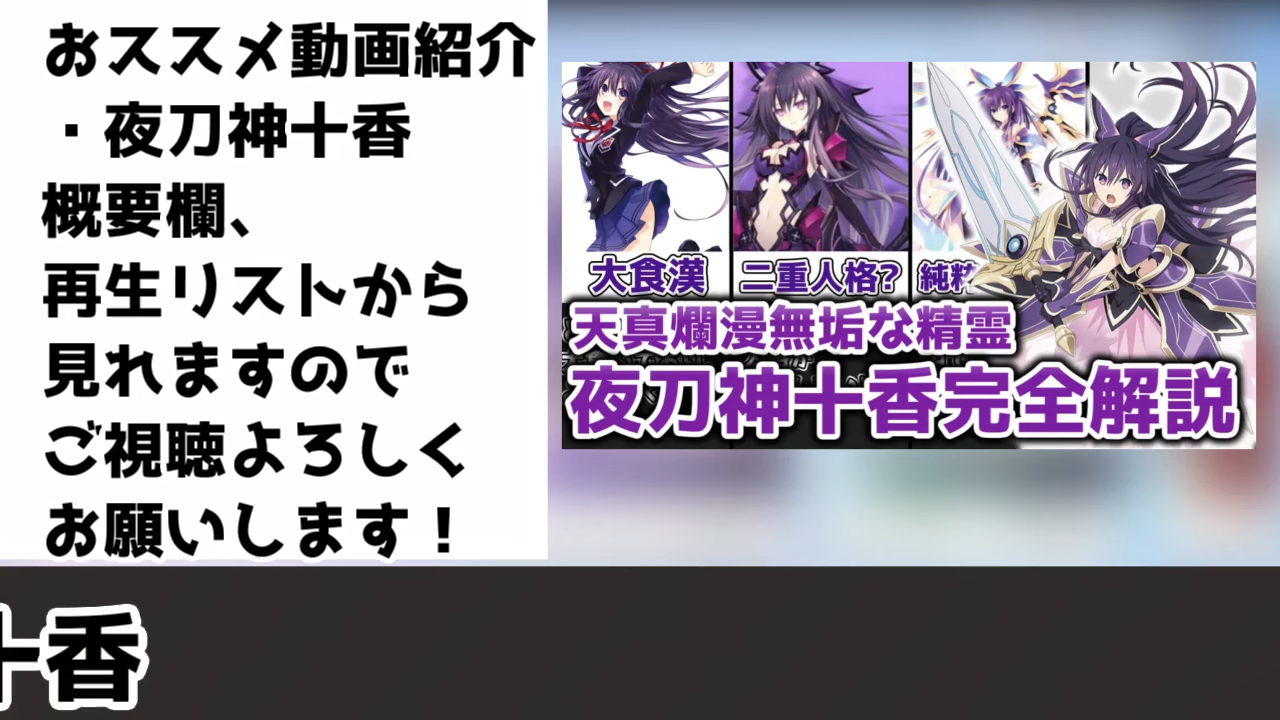 おススメ動画紹介
・夜刀神十香
概要欄、
再生リストから
見れますので
ご視聴よろしく
お願いします！
大食漢
二重人格?
純粋
天真爛漫無垢な精霊
夜刀神十香完全解説
十香